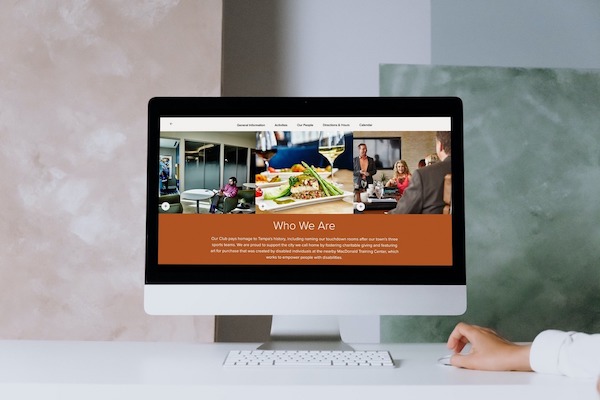 General Information Activities Our People Directions & Hours Calendar
Who We Are
Our Club pays homage to Tampa's history, including naming our touchdown rooms after our town's three
sports teams. We are proud to support the city we call home by fostering charitable giving and featuring
art for purchase that was created by disabled individuals at the nearby MacDonald Training Center, which
works to empower people with disabilities.